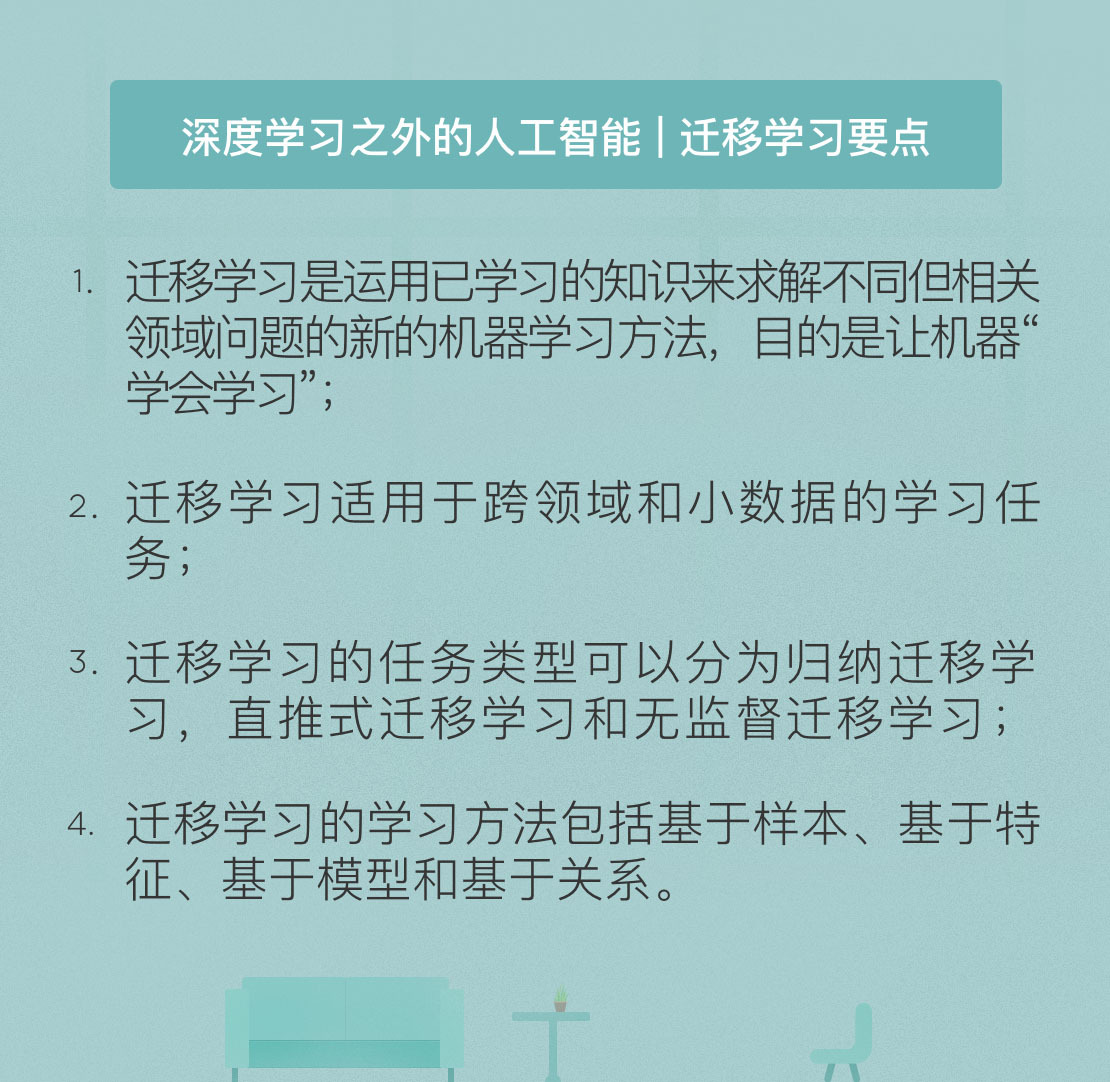 深度学习之外的人工智能 | 迁移学习要点
1. 迁移学习是运用已学习的知识来求解不同但相关
领域问题的新的机器学习方法，目的是让机器“
学会学习”；
2. 迁移学习适用于跨领域和小数据的学习任
务；
3. 迁移学习的任务类型可以分为归纳迁移学
习，直推式迁移学习和无监督迁移学习；
4. 迁移学习的学习方法包括基于样本、基于特
征、基于模型和基于关系。